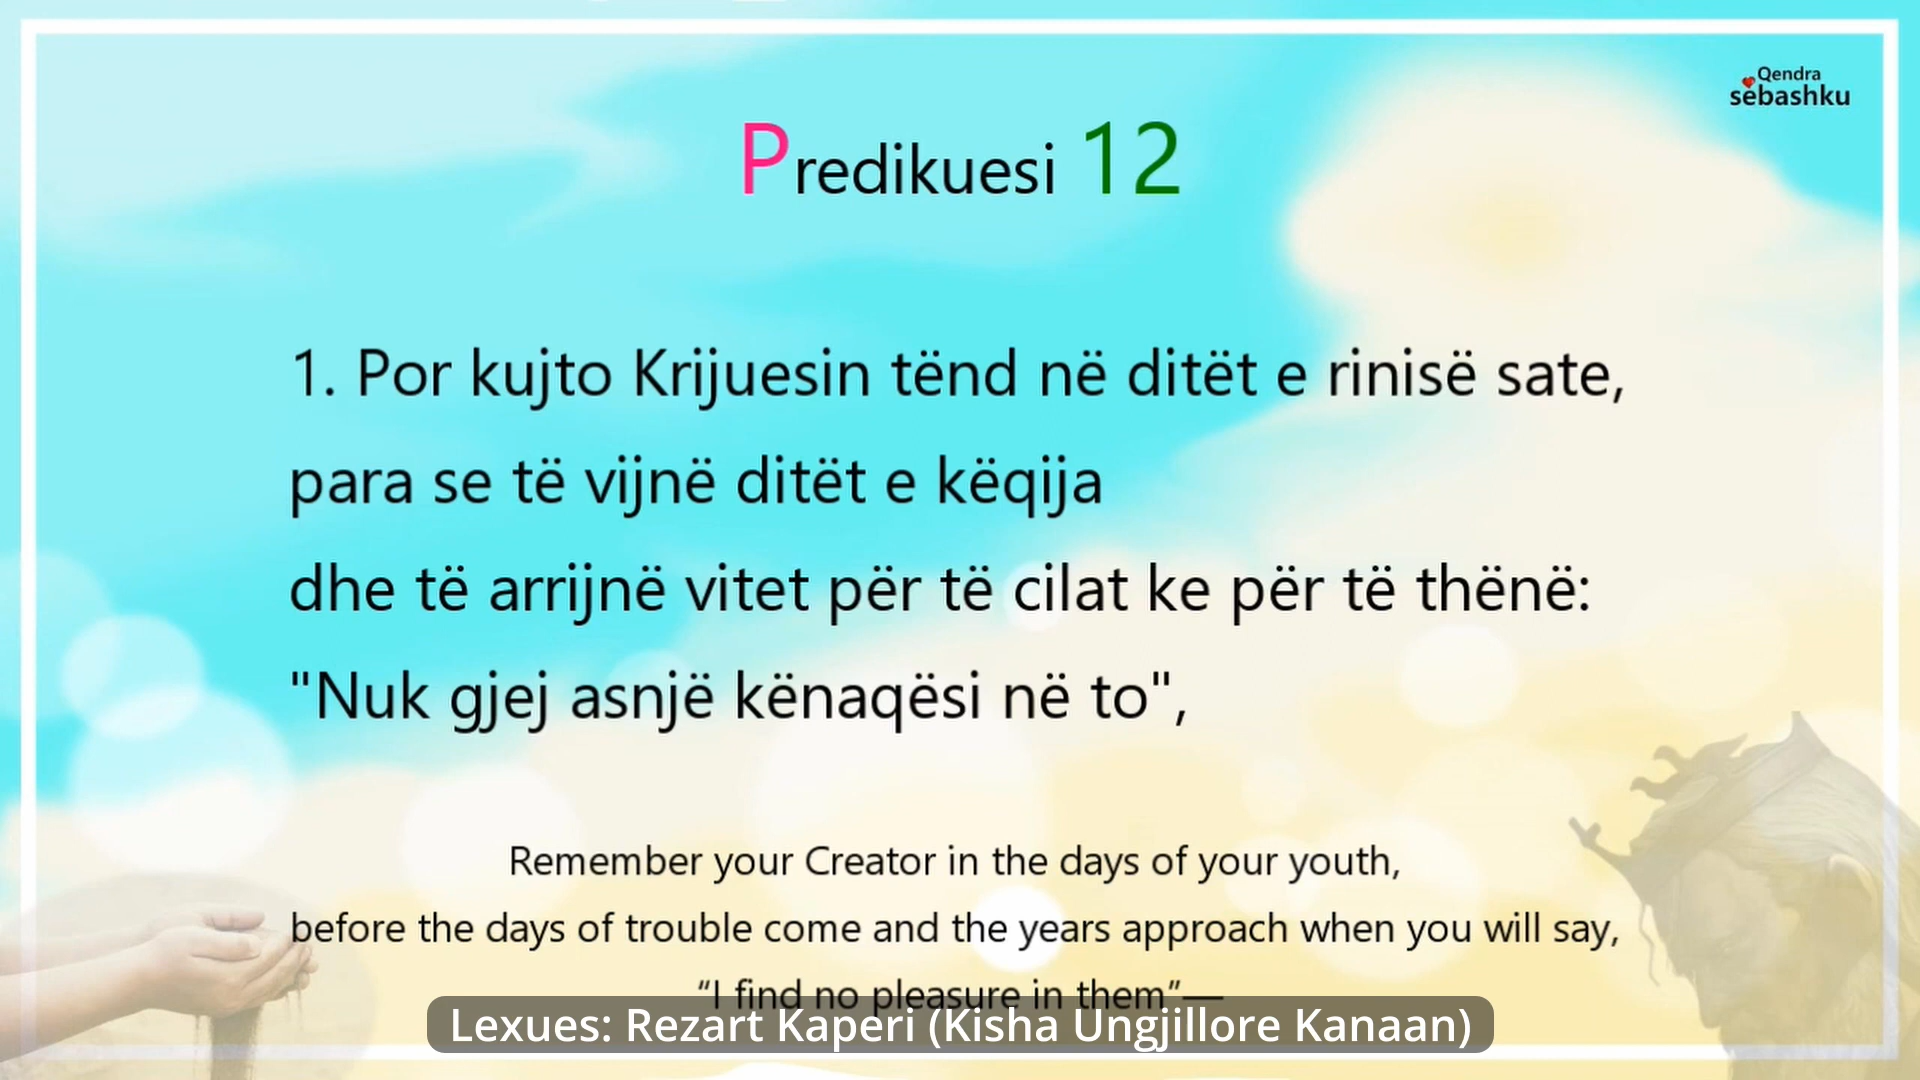 Qendra
sëbashku
Predikuesi 12
1. Por kujto Krijuesin tënd në ditët e rinisë sate,
para se të vijnë ditët e këqija
dhe të arrijnë vitet për të cilat ke për të thënë:
"Nuk gjej asnjë kënaqësi në to",
Remember your Creator in the days of your youth,
before the days of trouble come and the years approach when you will say,
“I find no pleasure in them”—
Lexues: Rezart Kaperi (Kisha Ungjillore Kanaan)